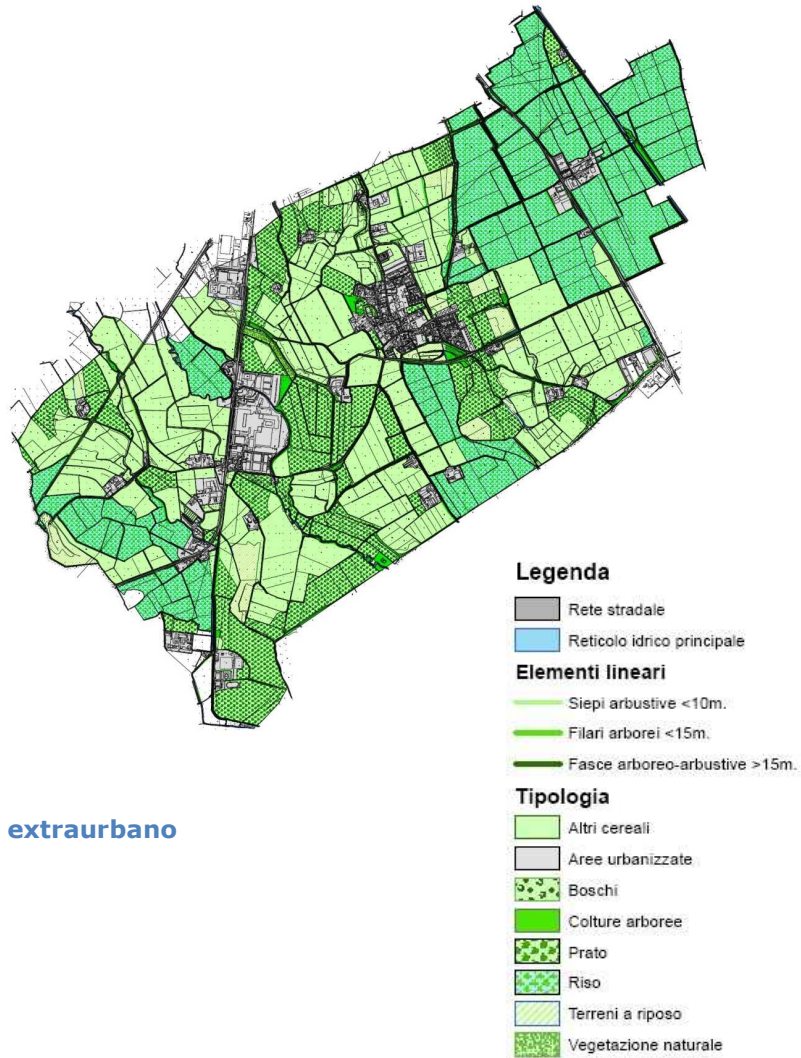 Legenda
Rete stradale
Reticolo idrico principale
Elementi lineari
Siepi arbustive <10m.
Filari arborei <15m.
Fasce arboreo-arbustive >15m.
Tipologia
Altri cereali
Aree urbanizzate
Boschi
Colture arboree
Prato
Riso
Terreni a riposo
Vegetazione naturale
extraurbano